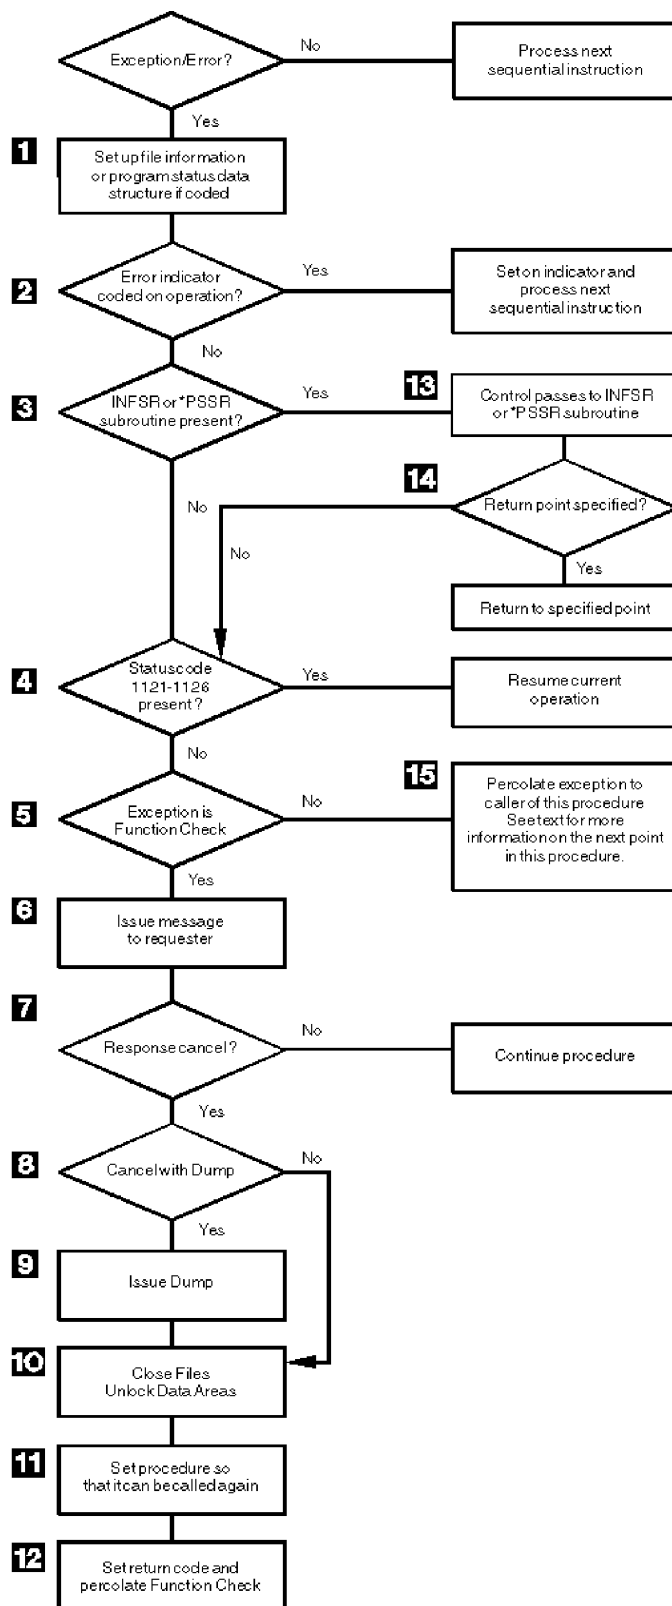 Exception/Error?
No
Process next
sequential instruction
Yes
1
Set up file information
or program status data
structure if coded
2
Error indicator
coded on operation?
Yes
Set on indicator and
process next
sequential instruction
No
3
INFSR or *PSSR
subroutine present?
Yes
13
Control passes to INFSR
or *PSSR subroutine
14
Return point specified?
No
No
Yes
Return to specified point
4
Status code
1121-1126
present?
Yes
Resume current
operation
No
5
Exception is
Function Check
No
15
Percolate exception to
caller of this procedure
See text for more
information on the next point
in this procedure.
Yes
6
Issue message
to requester
7
Response cancel?
No
Continue procedure
Yes
8
Cancel with Dump
No
Yes
9
Issue Dump
10
Close Files
Unlock Data Areas
11
Set procedure so
that it can be called again
12
Set return code and
percolate Function Check